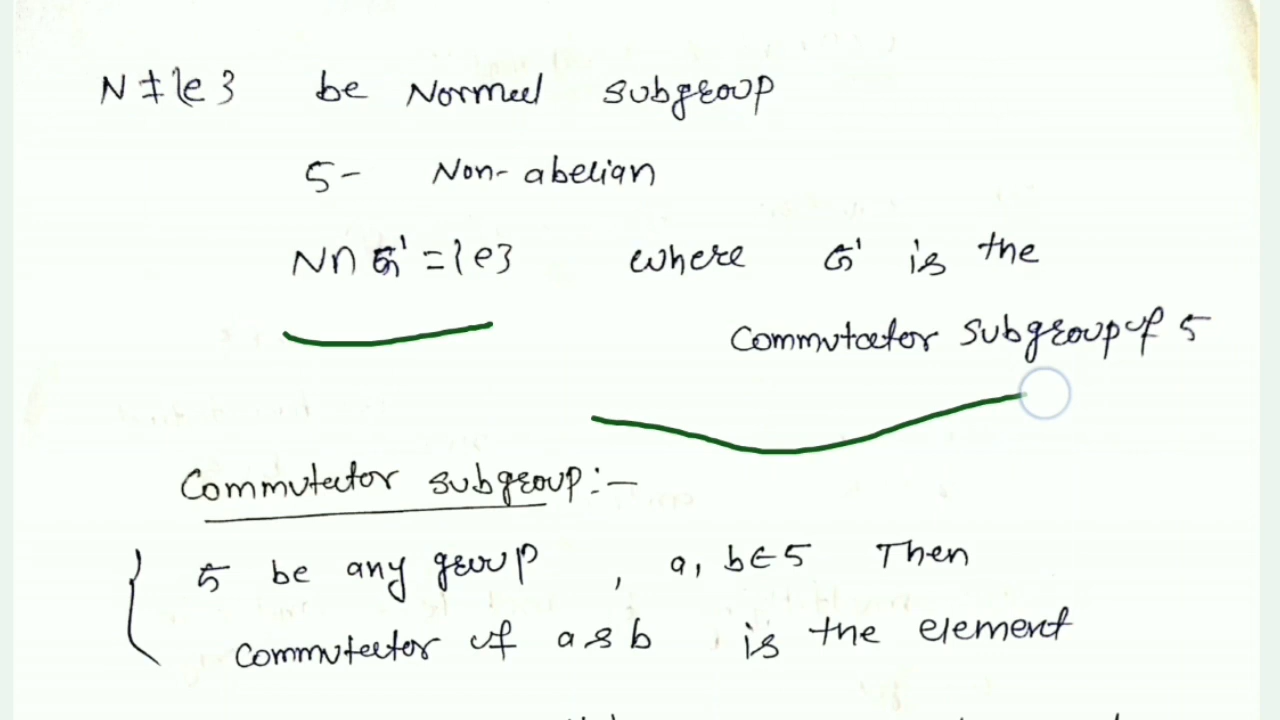 N ≠ {e} be Normal subgroup
G - Non-abelian
N∩G' = {e} where G' is the
Commutator subgroup of G
Commutator subgroup:-
G be any group, a, b ∈ G Then
Commutator of a & b is the element